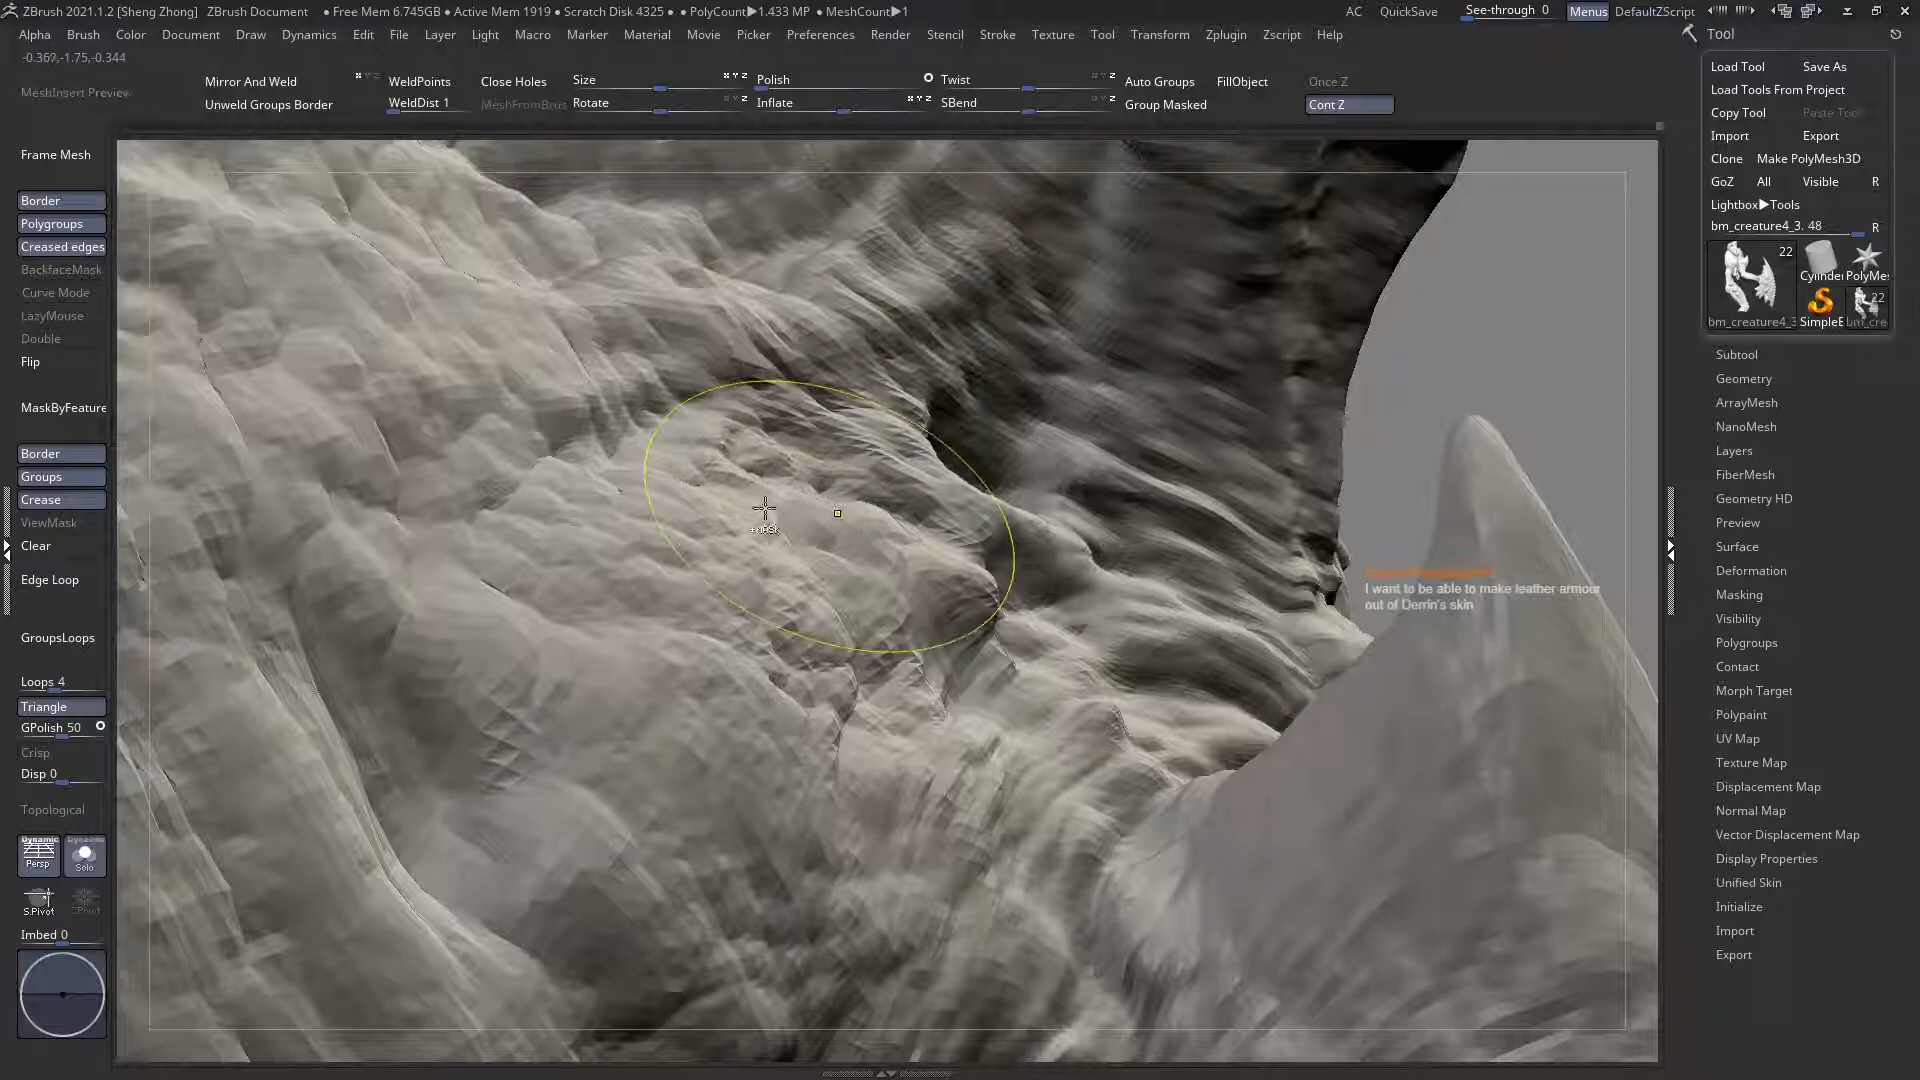 ZBrush 2021.1.2 [Sheng Zhong] ZBrush Document • Free Mem 6.745GB • Active Mem 1919 • Scratch Disk 4325 • • PolyCount▶1.433 MP • MeshCount▶1 AC QuickSave See-through 0 Menus DefaultZScript
Alpha Brush Color Document Draw Dynamics Edit File Layer Light Macro Marker Material Movie Picker Preferences Render Stencil Stroke Texture Tool Transform Zplugin Zscript Help
-0.369,-1.75,-0.344
MeshInsert Preview
Mirror And Weld WeldPoints Close Holes Size Polish Twist Auto Groups FillObject Once Z
Unweld Groups Border WeldDist 1 MeshFromBrus Rotate Inflate SBend Group Masked Cont Z
Frame Mesh
Border
Polygroups
Creased edges
BackfaceMask
Curve Mode
LazyMouse
Double
Flip
MaskByFeature
Border
Groups
Crease
ViewMask
Clear
Edge Loop
GroupsLoops
Loops 4
Triangle
GPolish 50
Crisp
Disp 0
Topological
Dynamic Dynamic
Persp Solo
S.Pivot C.Pivot
Imbed 0
I want to be able to make leather armour
out of Derrin's skin
Tool
Load Tool Save As
Load Tools From Project
Copy Tool Paste Too
Import Export
Clone Make PolyMesh3D
GoZ All Visible R
Lightbox▶Tools
bm_creature4_3. 48 R
22
Cylinder PolyMes
22
bm_creature4_3 SimpleE bm_cre
Subtool
Geometry
ArrayMesh
NanoMesh
Layers
FiberMesh
Geometry HD
Preview
Surface
Deformation
Masking
Visibility
Polygroups
Contact
Morph Target
Polypaint
UV Map
Texture Map
Displacement Map
Normal Map
Vector Displacement Map
Display Properties
Unified Skin
Initialize
Import
Export